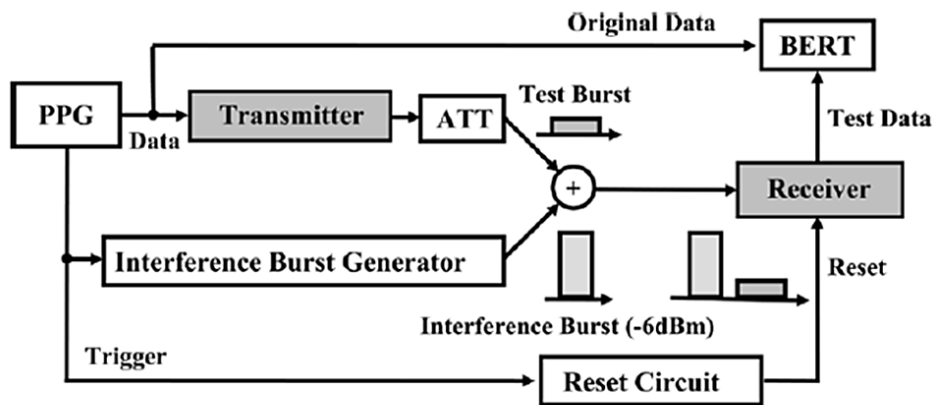 Original Data
BERT
PPG
Data
Transmitter
ATT
Test Burst
Test Data
+
Receiver
Interference Burst Generator
Reset
Interference Burst (-6dBm)
Trigger
Reset Circuit